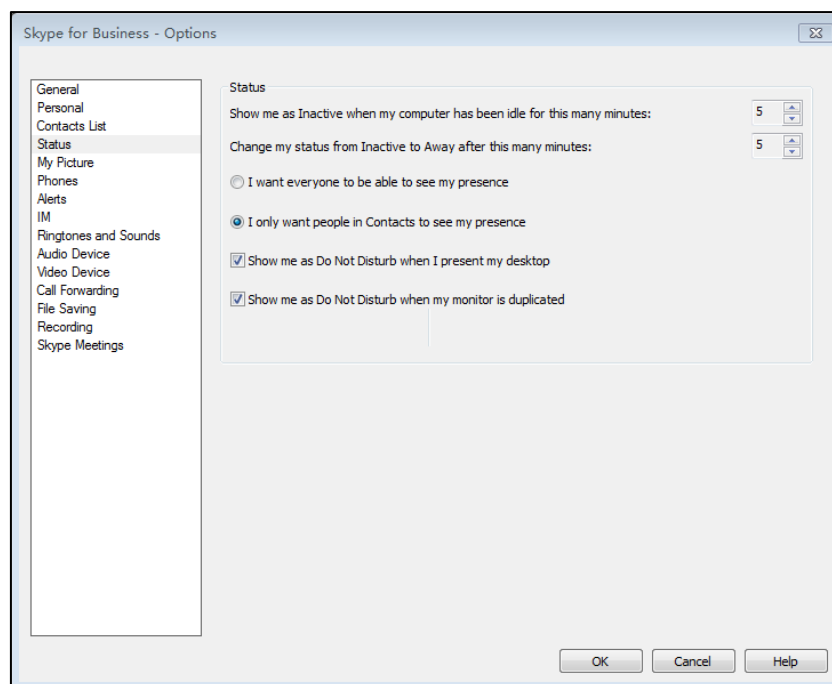 Skype for Business - Options
General
Personal
Contacts List
Status
My Picture
Phones
Alerts
IM
Ringtones and Sounds
Audio Device
Video Device
Call Forwarding
File Saving
Recording
Skype Meetings
Status
Show me as Inactive when my computer has been idle for this many minutes: 5
Change my status from Inactive to Away after this many minutes: 5
I want everyone to be able to see my presence
I only want people in Contacts to see my presence
Show me as Do Not Disturb when I present my desktop
Show me as Do Not Disturb when my monitor is duplicated
OK Cancel Help